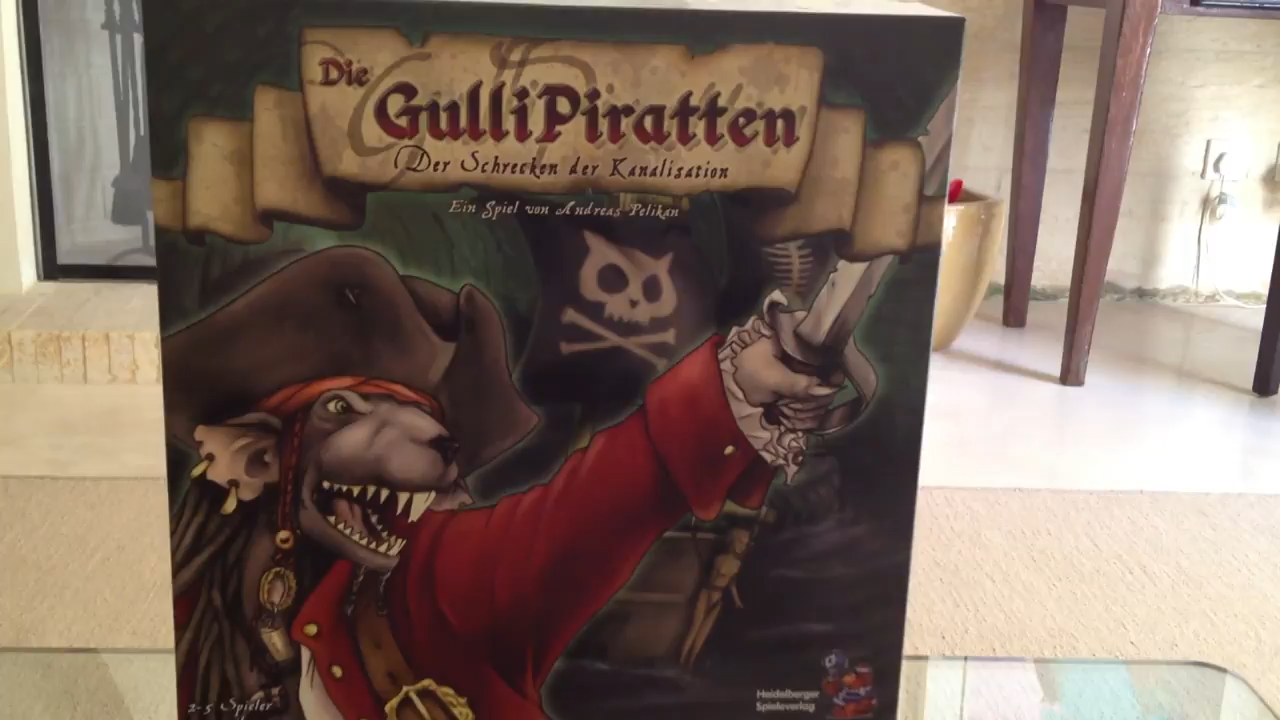 Die
GulliPiratten
Der Schrecken der Kanalisation
Ein Spiel von Andreas Pelikan
2-5 Spieler
Heidelberger
Spieleverlag